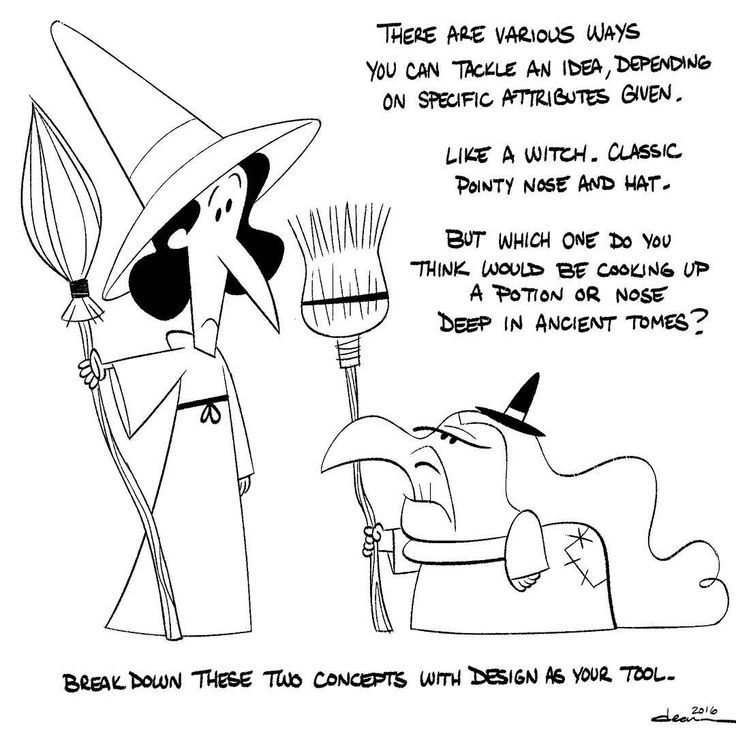 THERE ARE VARIOUS WAYS
YOU CAN TACKLE AN IDEA, DEPENDING
ON SPECIFIC ATTRIBUTES GIVEN.
LIKE A WITCH. CLASSIC
POINTY NOSE AND HAT.
BUT WHICH ONE DO YOU
THINK WOULD BE COOKING UP
A POTION OR NOSE
DEEP IN ANCIENT TOMES?
BREAK DOWN THESE TWO CONCEPTS WITH DESIGN AS YOUR TOOL.
2016